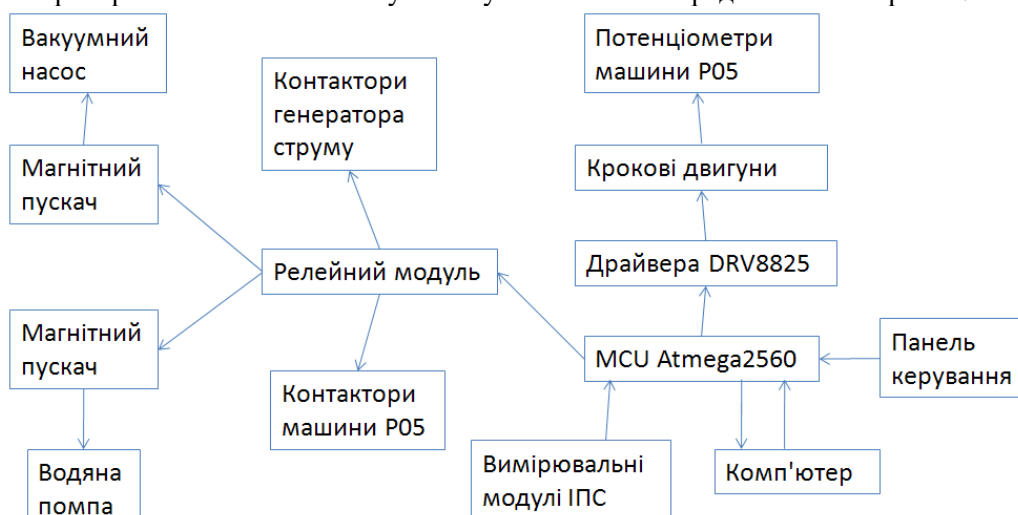 Вакуумний
насос
Магнітний
пускач
Контактори
генератора
струму
Потенціометри
машини Р05
Крокові двигуни
Драйвера DRV8825
Релейний модуль
Магнітний
пускач
Водяна
помпа
Контактори
машини Р05
MCU Atmega2560
Панель
керування
Вимірювальні
модулі ІПС
Комп'ютер